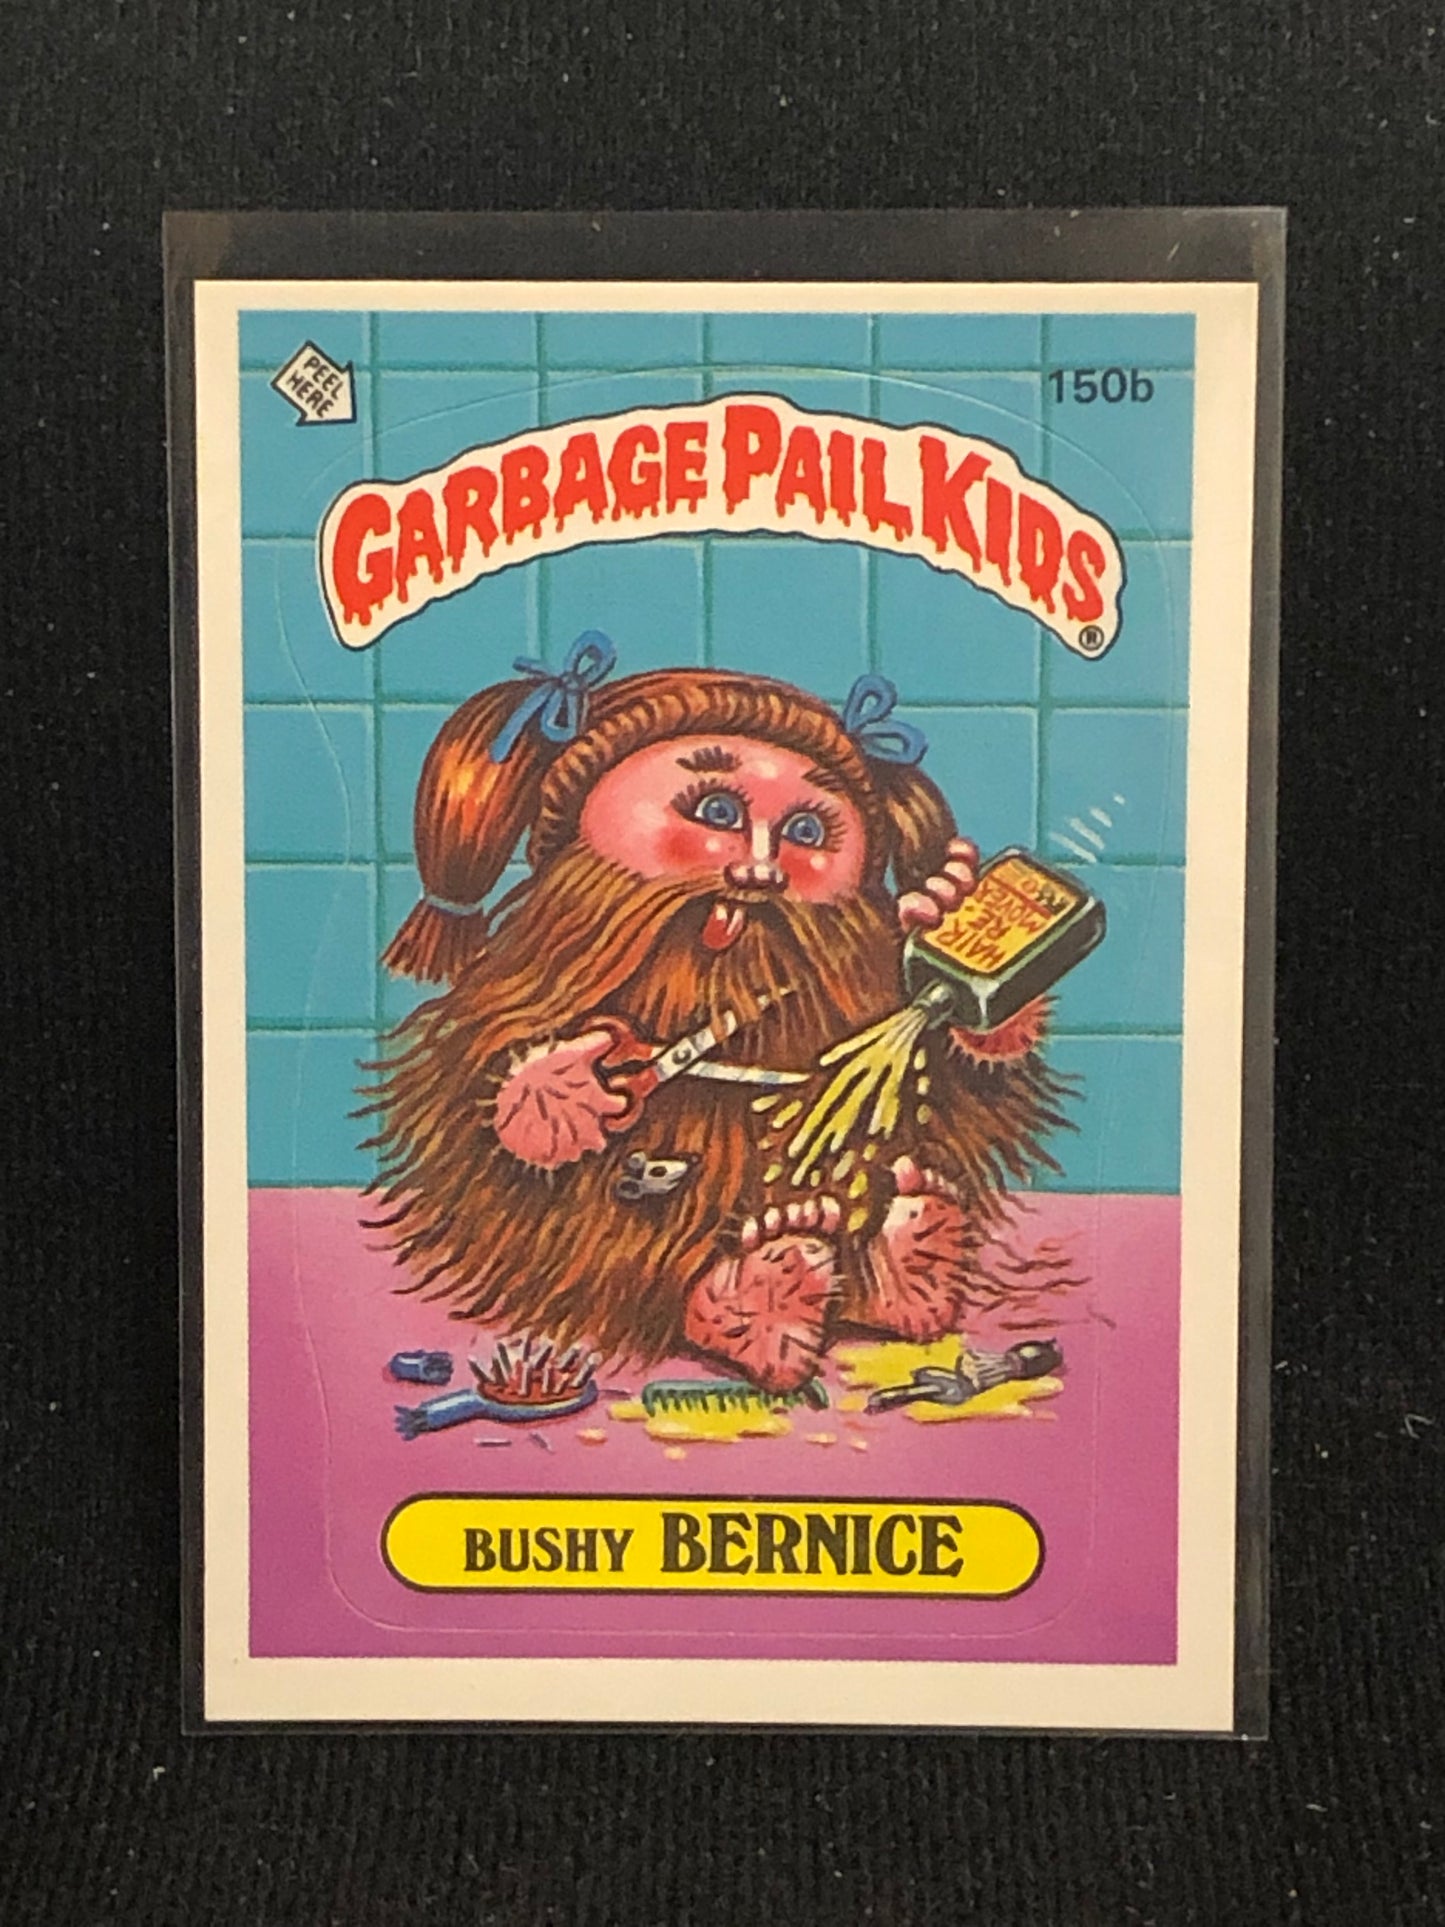 PEEL
HERE
150b
GARBAGE PAIL KIDS
®
HAIR
RE-
MOVER
BUSHY BERNICE